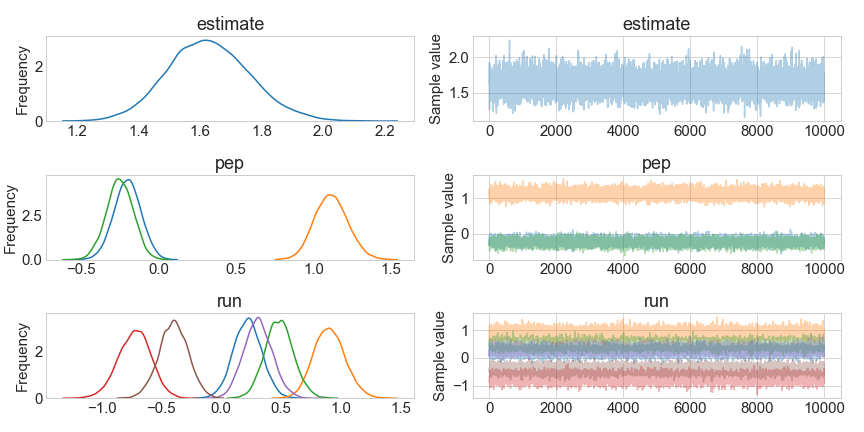 estimate
estimate
Frequency
2
0
1.2 1.4 1.6 1.8 2.0 2.2
Sample value
2.0
1.5
0 2000 4000 6000 8000 10000
pep
pep
Frequency
2.5
0.0
−0.5 0.0 0.5 1.0 1.5
Sample value
1
0
0 2000 4000 6000 8000 10000
run
run
Frequency
2
0
−1.0 −0.5 0.0 0.5 1.0 1.5
Sample value
1
0
−1
0 2000 4000 6000 8000 10000